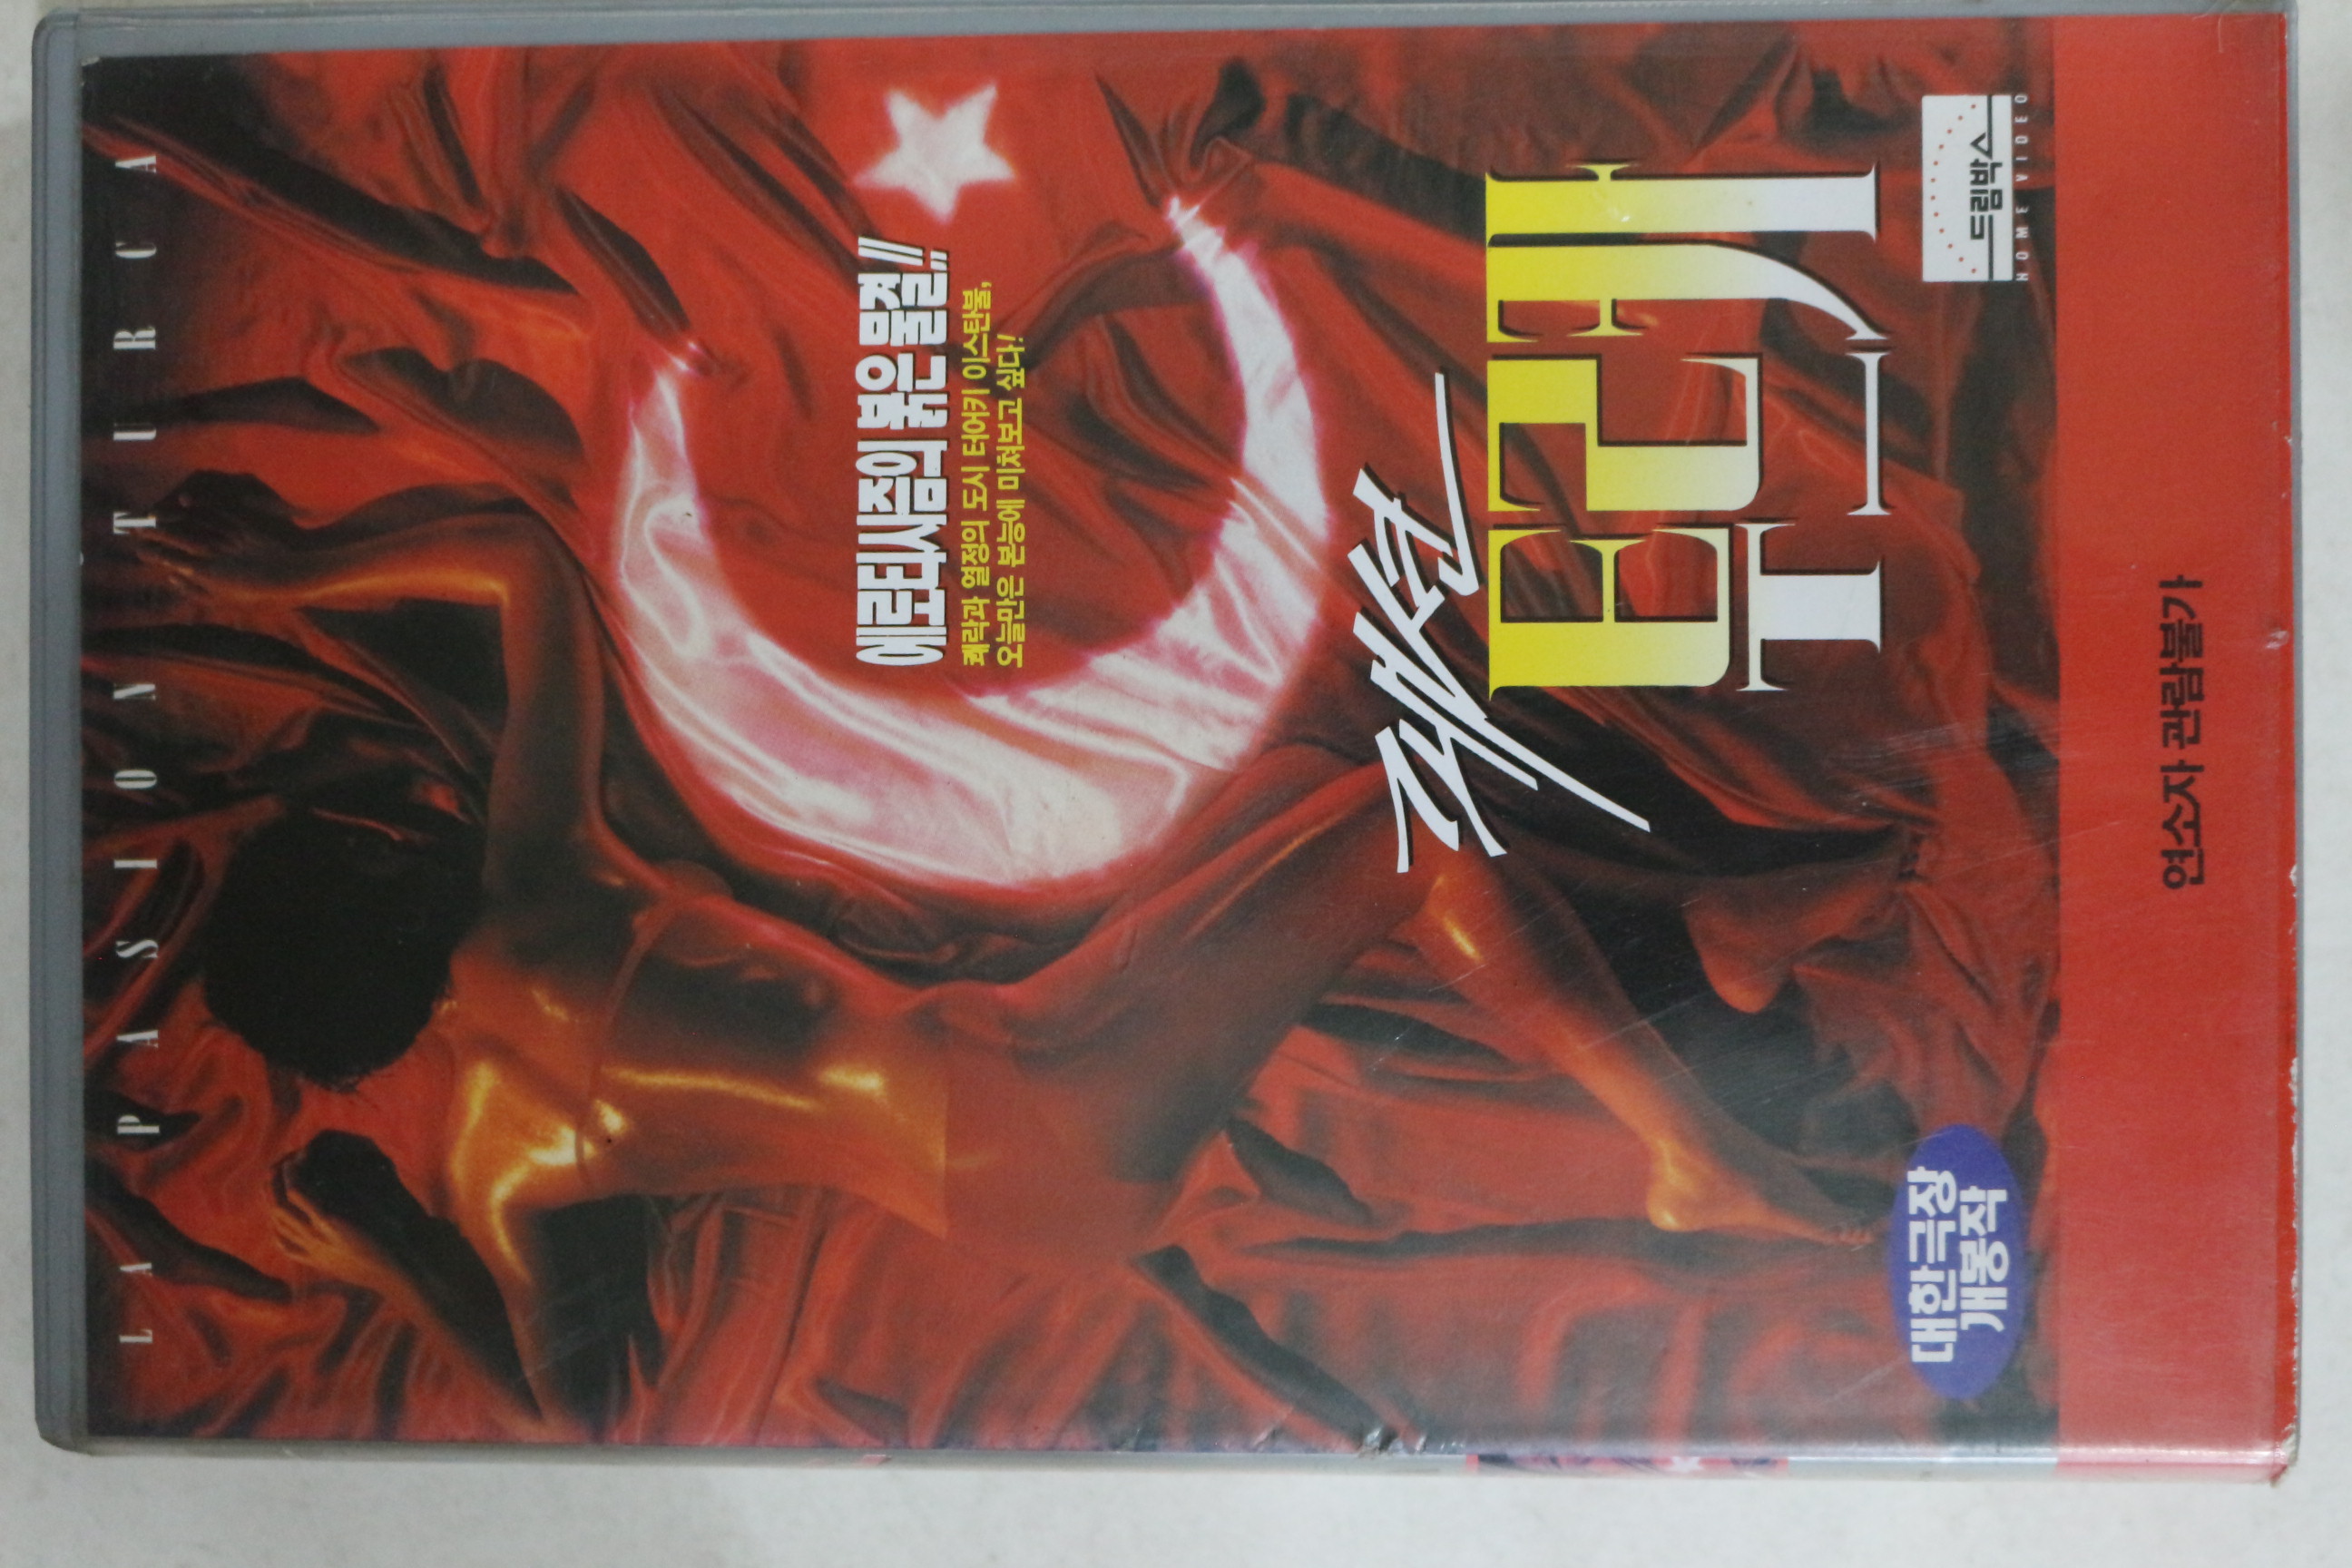 LA PASION TURCA
에로티시즘의 붉은 물결!!
쾌락과 열정의 도시 터어키 이스탄불,
오늘만은 본능에 미쳐보고 싶다!
패션
터키
대한극장
개봉작
드림박스
HOME VIDEO
연소자 관람불가